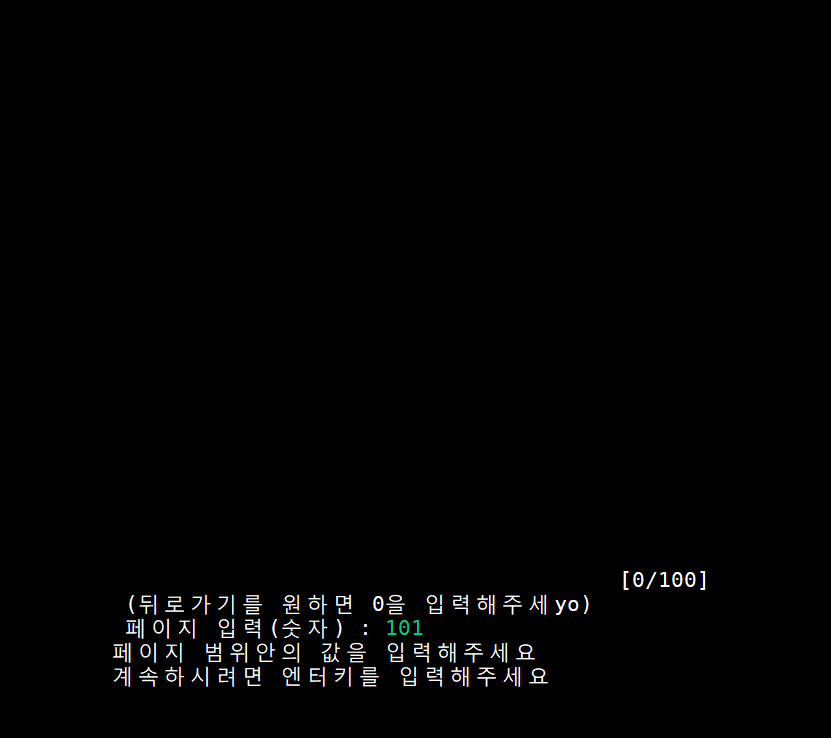 [0/100]
(뒤로가기를 원하면 0을 입력해주세yo)
페이지 입력(숫자) : 101
페이지 범위안의 값을 입력해주세요
계속하시려면 엔터키를 입력해주세요